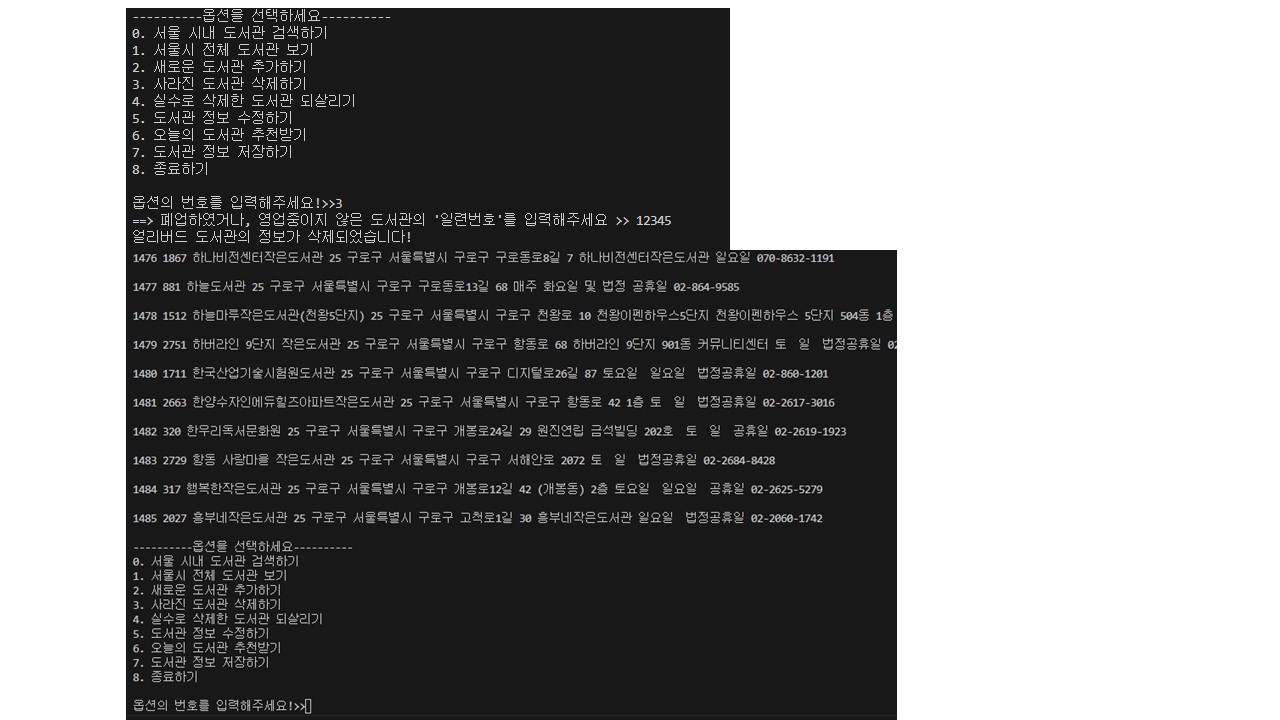 ----------옵션을 선택하세요----------
0. 서울 시내 도서관 검색하기
1. 서울시 전체 도서관 보기
2. 새로운 도서관 추가하기
3. 사라진 도서관 삭제하기
4. 실수로 삭제한 도서관 되살리기
5. 도서관 정보 수정하기
6. 오늘의 도서관 추천받기
7. 도서관 정보 저장하기
8. 종료하기
옵션의 번호를 입력해주세요!>>3
==> 폐업하였거나, 영업중이지 않은 도서관의 '일련번호'를 입력해주세요 >> 12345
얼리버드 도서관의 정보가 삭제되었습니다!
1476 1867 하나비전센터작은도서관 25 구로구 서울특별시 구로구 구로동로8길 7 하나비전센터작은도서관 일요일 070-8632-1191
1477 881 하늘도서관 25 구로구 서울특별시 구로구 구로동로13길 68 매주 화요일 및 법정 공휴일 02-864-9585
1478 1512 하늘마루작은도서관(천왕5단지) 25 구로구 서울특별시 구로구 천왕로 10 천왕이펜하우스5단지 천왕이펜하우스 5단지 504동 1층
1479 2751 하버라인 9단지 작은도서관 25 구로구 서울특별시 구로구 항동로 68 하버라인 9단지 901동 커뮤니티센터 토  일  법정공휴일 02
1480 1711 한국산업기술시험원도서관 25 구로구 서울특별시 구로구 디지털로26길 87 토요일  일요일  법정공휴일 02-860-1201
1481 2663 한양수자인에듀힐즈아파트작은도서관 25 구로구 서울특별시 구로구 항동로 42 1층 토  일  법정공휴일 02-2617-3016
1482 320 한우리독서문화원 25 구로구 서울특별시 구로구 개봉로24길 29 원진연립 금석빌딩 202호  토  일  공휴일 02-2619-1923
1483 2729 항동 사랑마을 작은도서관 25 구로구 서울특별시 구로구 서해안로 2072 토  일  법정공휴일 02-2684-8428
1484 317 행복한작은도서관 25 구로구 서울특별시 구로구 개봉로12길 42 (개봉동) 2층 토요일  일요일  공휴일 02-2625-5279
1485 2027 흥부네작은도서관 25 구로구 서울특별시 구로구 고척로1길 30 흥부네작은도서관 일요일  법정공휴일 02-2060-1742
----------옵션을 선택하세요----------
0. 서울 시내 도서관 검색하기
1. 서울시 전체 도서관 보기
2. 새로운 도서관 추가하기
3. 사라진 도서관 삭제하기
4. 실수로 삭제한 도서관 되살리기
5. 도서관 정보 수정하기
6. 오늘의 도서관 추천받기
7. 도서관 정보 저장하기
8. 종료하기
옵션의 번호를 입력해주세요!>>